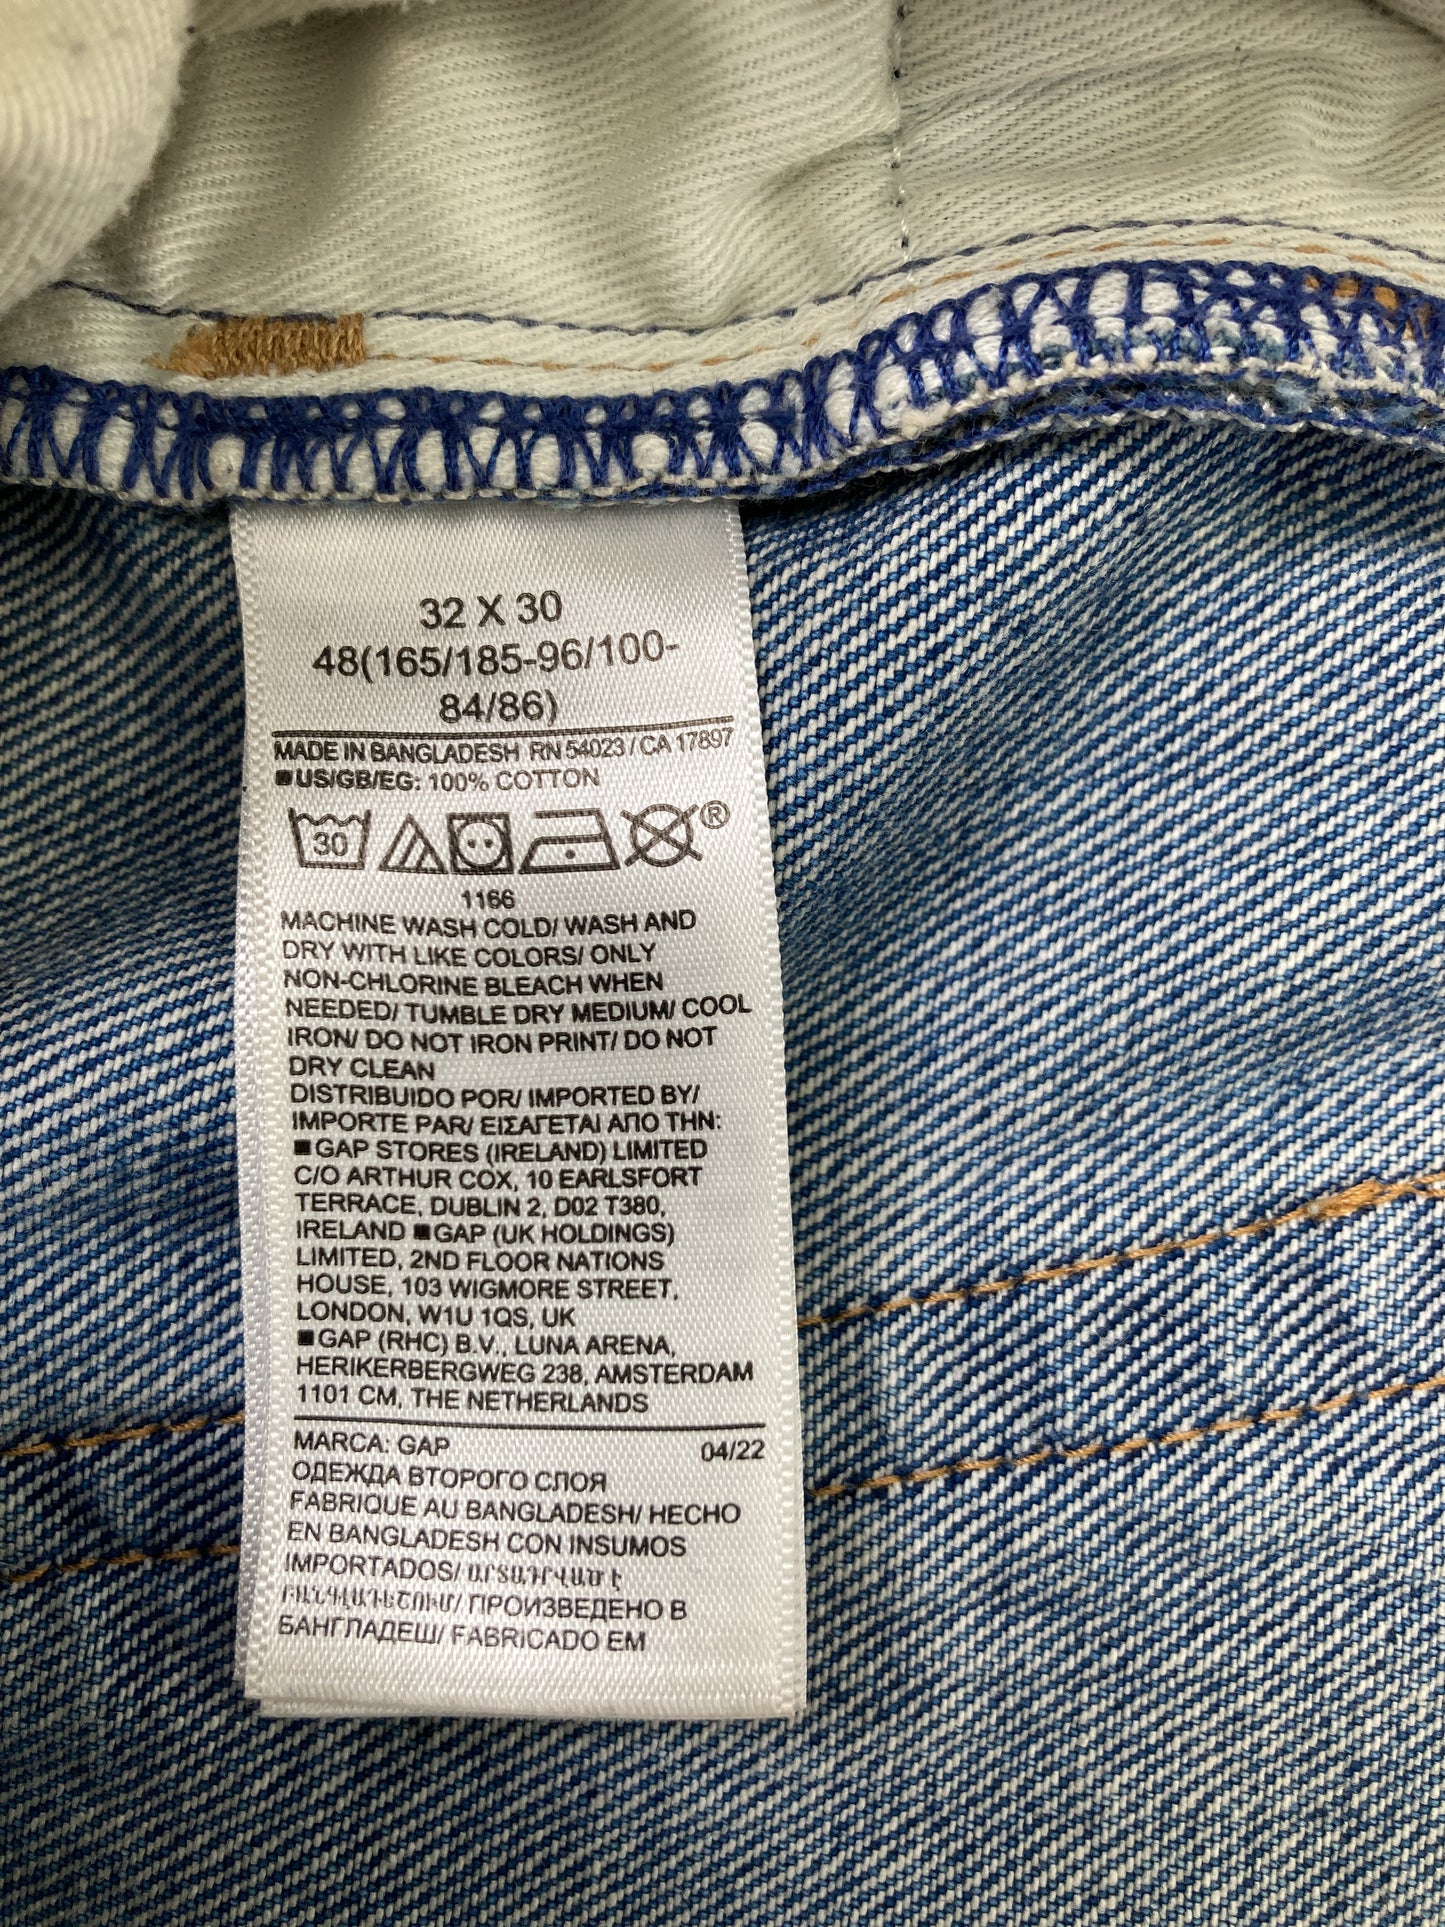 32 X 30
48(165/185-96/100-
84/86)
MADE IN BANGLADESH RN 54023 / CA 17897
■US/GB/EG: 100% COTTON
30 ®
1166
MACHINE WASH COLD/ WASH AND
DRY WITH LIKE COLORS/ ONLY
NON-CHLORINE BLEACH WHEN
NEEDED/ TUMBLE DRY MEDIUM/ COOL
IRON/ DO NOT IRON PRINT/ DO NOT
DRY CLEAN
DISTRIBUIDO POR/ IMPORTED BY/
IMPORTE PAR/ ΕΙΣΑΓΕΤΑΙ ΑΠΟ ΤΗΝ:
■GAP STORES (IRELAND) LIMITED
C/O ARTHUR COX, 10 EARLSFORT
TERRACE, DUBLIN 2, D02 T380,
IRELAND ■GAP (UK HOLDINGS)
LIMITED, 2ND FLOOR NATIONS
HOUSE, 103 WIGMORE STREET,
LONDON, W1U 1QS, UK
■GAP (RHC) B.V., LUNA ARENA,
HERIKERBERGWEG 238, AMSTERDAM
1101 CM, THE NETHERLANDS
MARCA: GAP 04/22
ОДЕЖДА ВТОРОГО СЛОЯ
FABRIQUE AU BANGLADESH/ HECHO
EN BANGLADESH CON INSUMOS
IMPORTADOS/ ԱՐՏԱԴՐՎԱԾ Է
ԲԱՆԳԼԱԴԵՇՈՒՄ/ ПРОИЗВЕДЕНО В
БАНГЛАДЕШ/ FABRICADO EM